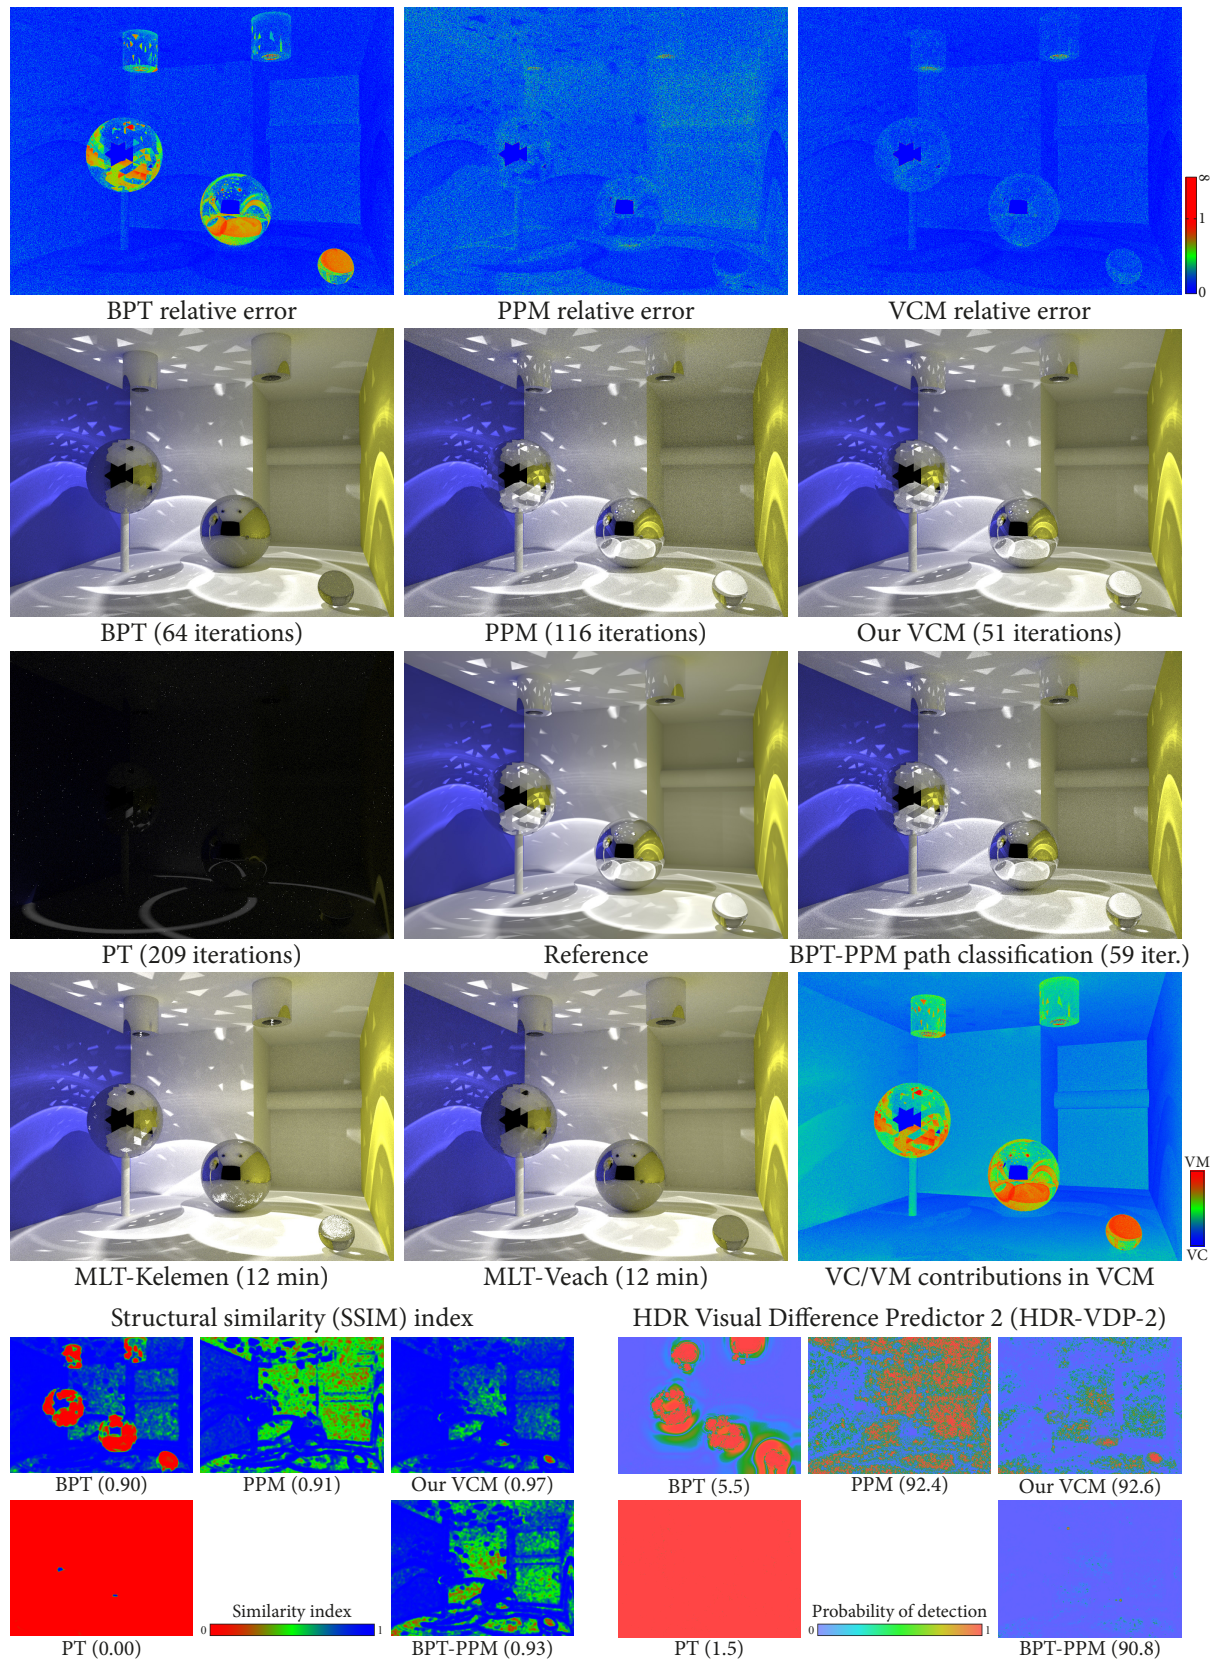 ∞
1
0
BPT relative error
PPM relative error
VCM relative error
BPT (64 iterations)
PPM (116 iterations)
Our VCM (51 iterations)
PT (209 iterations)
Reference
BPT-PPM path classification (59 iter.)
VM
VC
MLT-Kelemen (12 min)
MLT-Veach (12 min)
VC/VM contributions in VCM
Structural similarity (SSIM) index
HDR Visual Difference Predictor 2 (HDR-VDP-2)
BPT (0.90)
PPM (0.91)
Our VCM (0.97)
BPT (5.5)
PPM (92.4)
Our VCM (92.6)
Similarity index
0
1
Probability of detection
0
1
PT (0.00)
BPT-PPM (0.93)
PT (1.5)
BPT-PPM (90.8)